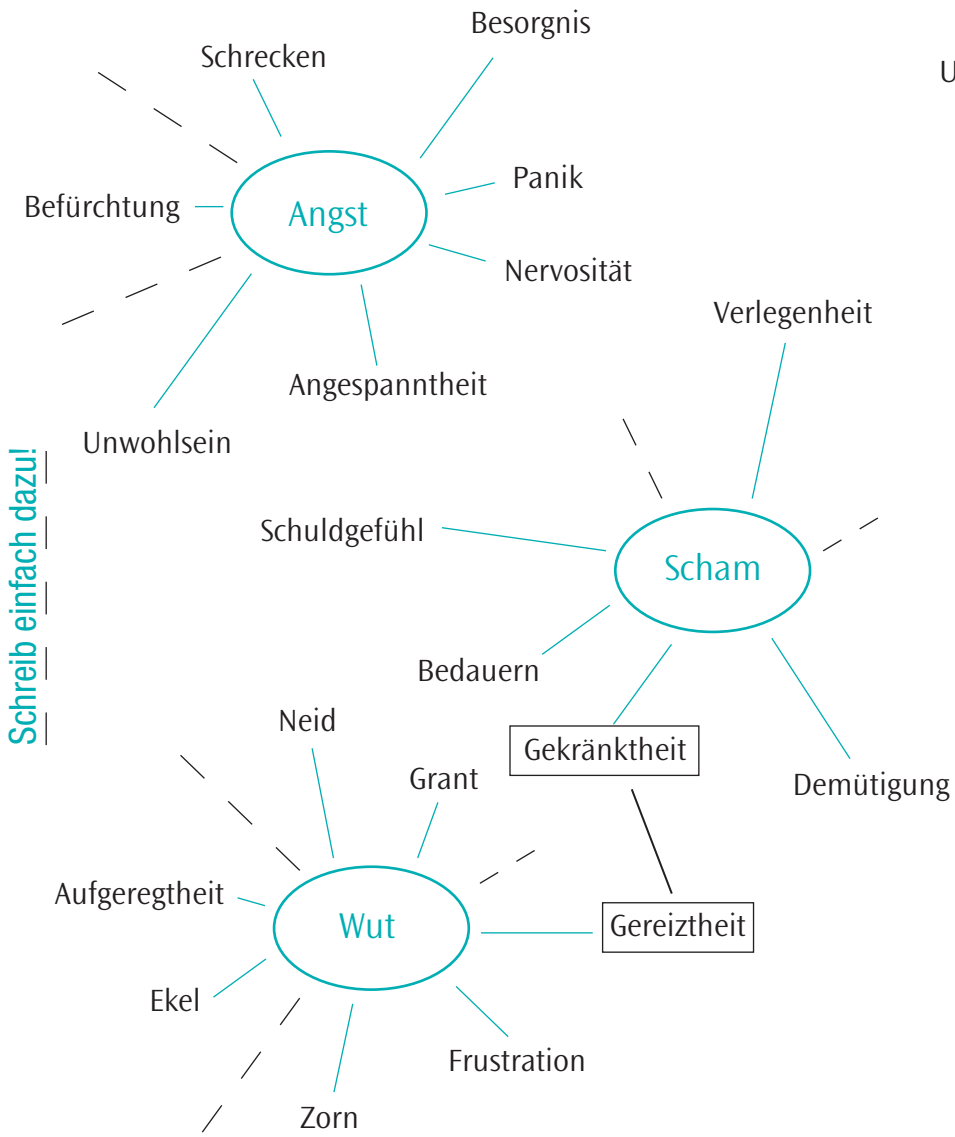 Besorgnis
Schrecken
U
Panik
Befürchtung
Angst
Nervosität
Verlegenheit
Angespanntheit
Unwohlsein
Schreib einfach dazu!
Schuldgefühl
Scham
Bedauern
Neid
Gekränktheit
Grant
Demütigung
Aufgeregtheit
Wut
Gereiztheit
Ekel
Frustration
Zorn